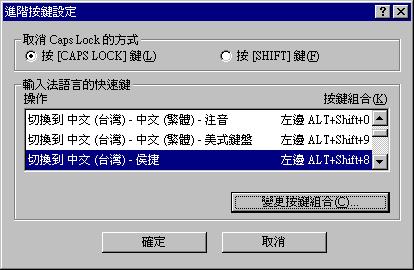 進階按鍵設定
取消 Caps Lock 的方式
按 [CAPS LOCK] 鍵(L)
按 [SHIFT] 鍵(F)
輸入法語言的快速鍵
操作 按鍵組合(K)
切換到 中文 (台灣) - 中文 (繁體) - 注音 左邊 ALT+Shift+0
切換到 中文 (台灣) - 中文 (繁體) - 美式鍵盤 左邊 ALT+Shift+9
切換到 中文 (台灣) - 侯捷 左邊 ALT+Shift+8
變更按鍵組合(C)...
確定
取消